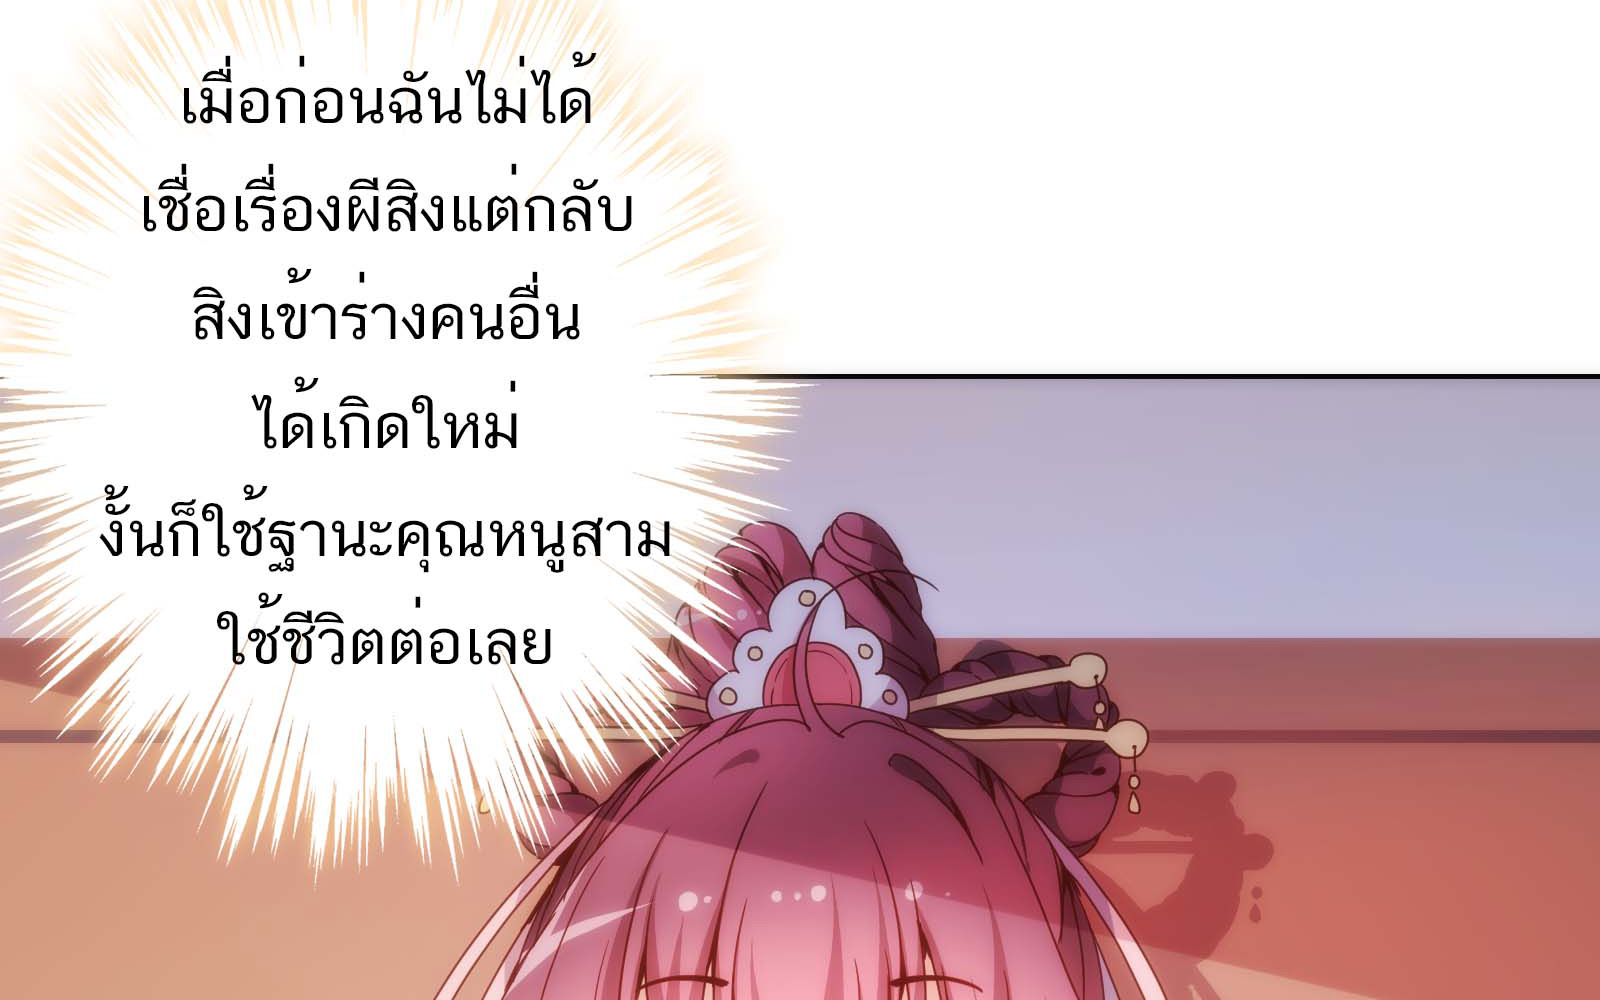 เมื่อก่อนฉันไม่ได้
เชื่อเรื่องผีสิงแต่กลับ
สิงเข้าร่างคนอื่น
ได้เกิดใหม่
งั้นก็ใช้ฐานะคุณหนูสาม
ใช้ชีวิตต่อเลย